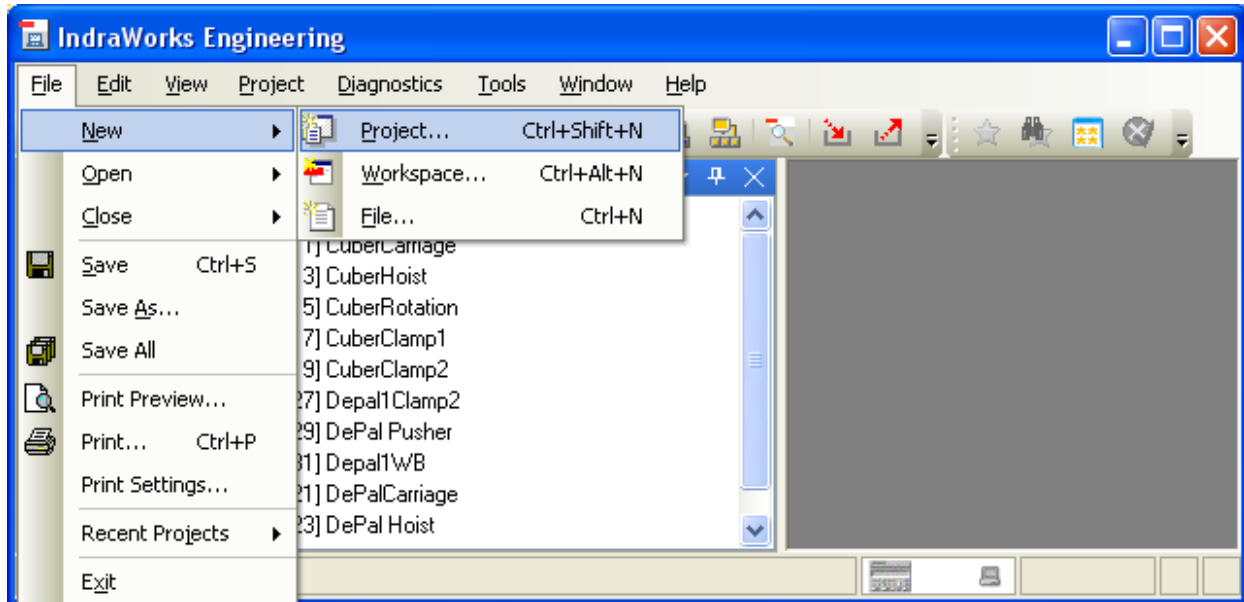 IndraWorks Engineering
File Edit View Project Diagnostics Tools Window Help
New
Project... Ctrl+Shift+N
Open
Workspace... Ctrl+Alt+N
Close
File... Ctrl+N
1] CuberCarriage
Save Ctrl+S
3] CuberHoist
Save As...
5] CuberRotation
7] CuberClamp1
Save All
9] CuberClamp2
Print Preview...
27] Depal1Clamp2
Print... Ctrl+P
29] DePal Pusher
31] Depal1WB
Print Settings...
21] DePalCarriage
Recent Projects
23] DePal Hoist
Exit